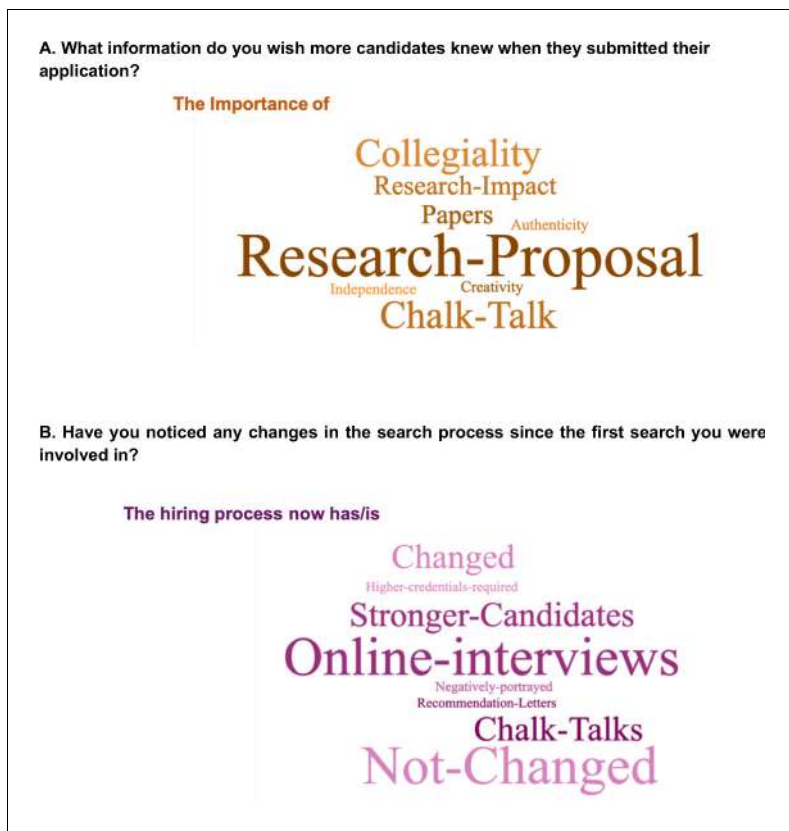 A. What information do you wish more candidates knew when they submitted their
application?
The Importance of
Collegiality
Research-Impact
Papers Authenticity
Research-Proposal
Independence Creativity
Chalk-Talk
B. Have you noticed any changes in the search process since the first search you were
involved in?
The hiring process now has/is
Changed
Higher-credentials-required
Stronger-Candidates
Online-interviews
Negatively-portrayed
Recommendation-Letters
Chalk-Talks
Not-Changed